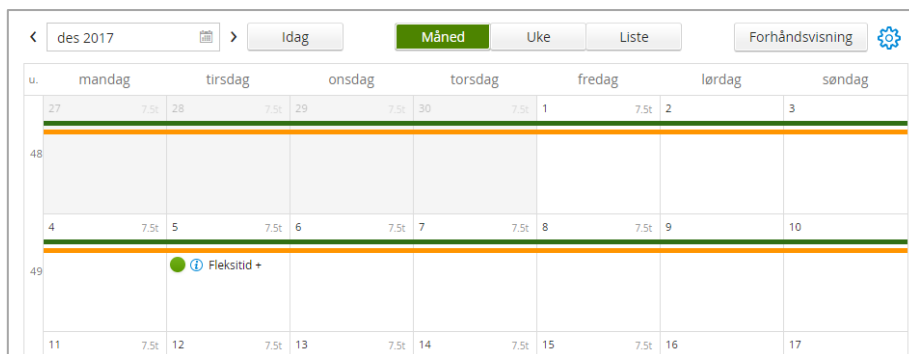 des 2017 Idag Måned Uke Liste Forhåndsvisning
u. mandag tirsdag onsdag torsdag fredag lørdag søndag
27 7.5t 28 7.5t 29 7.5t 30 7.5t 1 7.5t 2 3
48
4 7.5t 5 7.5t 6 7.5t 7 7.5t 8 7.5t 9 10
49 Fleksitid +
11 7.5t 12 7.5t 13 7.5t 14 7.5t 15 7.5t 16 17